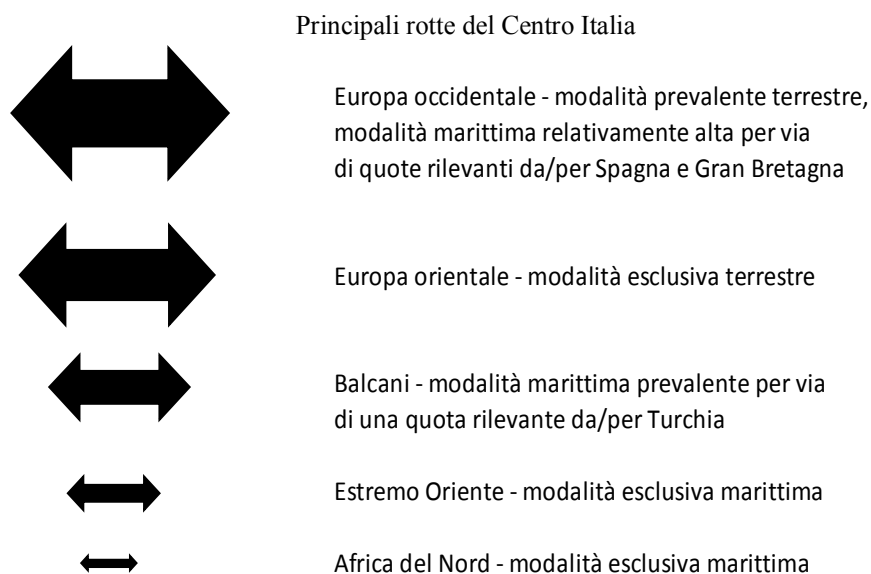 Principali rotte del Centro Italia
Europa occidentale - modalità prevalente terrestre,
modalità marittima relativamente alta per via
di quote rilevanti da/per Spagna e Gran Bretagna
Europa orientale - modalità esclusiva terrestre
Balcani - modalità marittima prevalente per via
di una quota rilevante da/per Turchia
Estremo Oriente - modalità esclusiva marittima
Africa del Nord - modalità esclusiva marittima